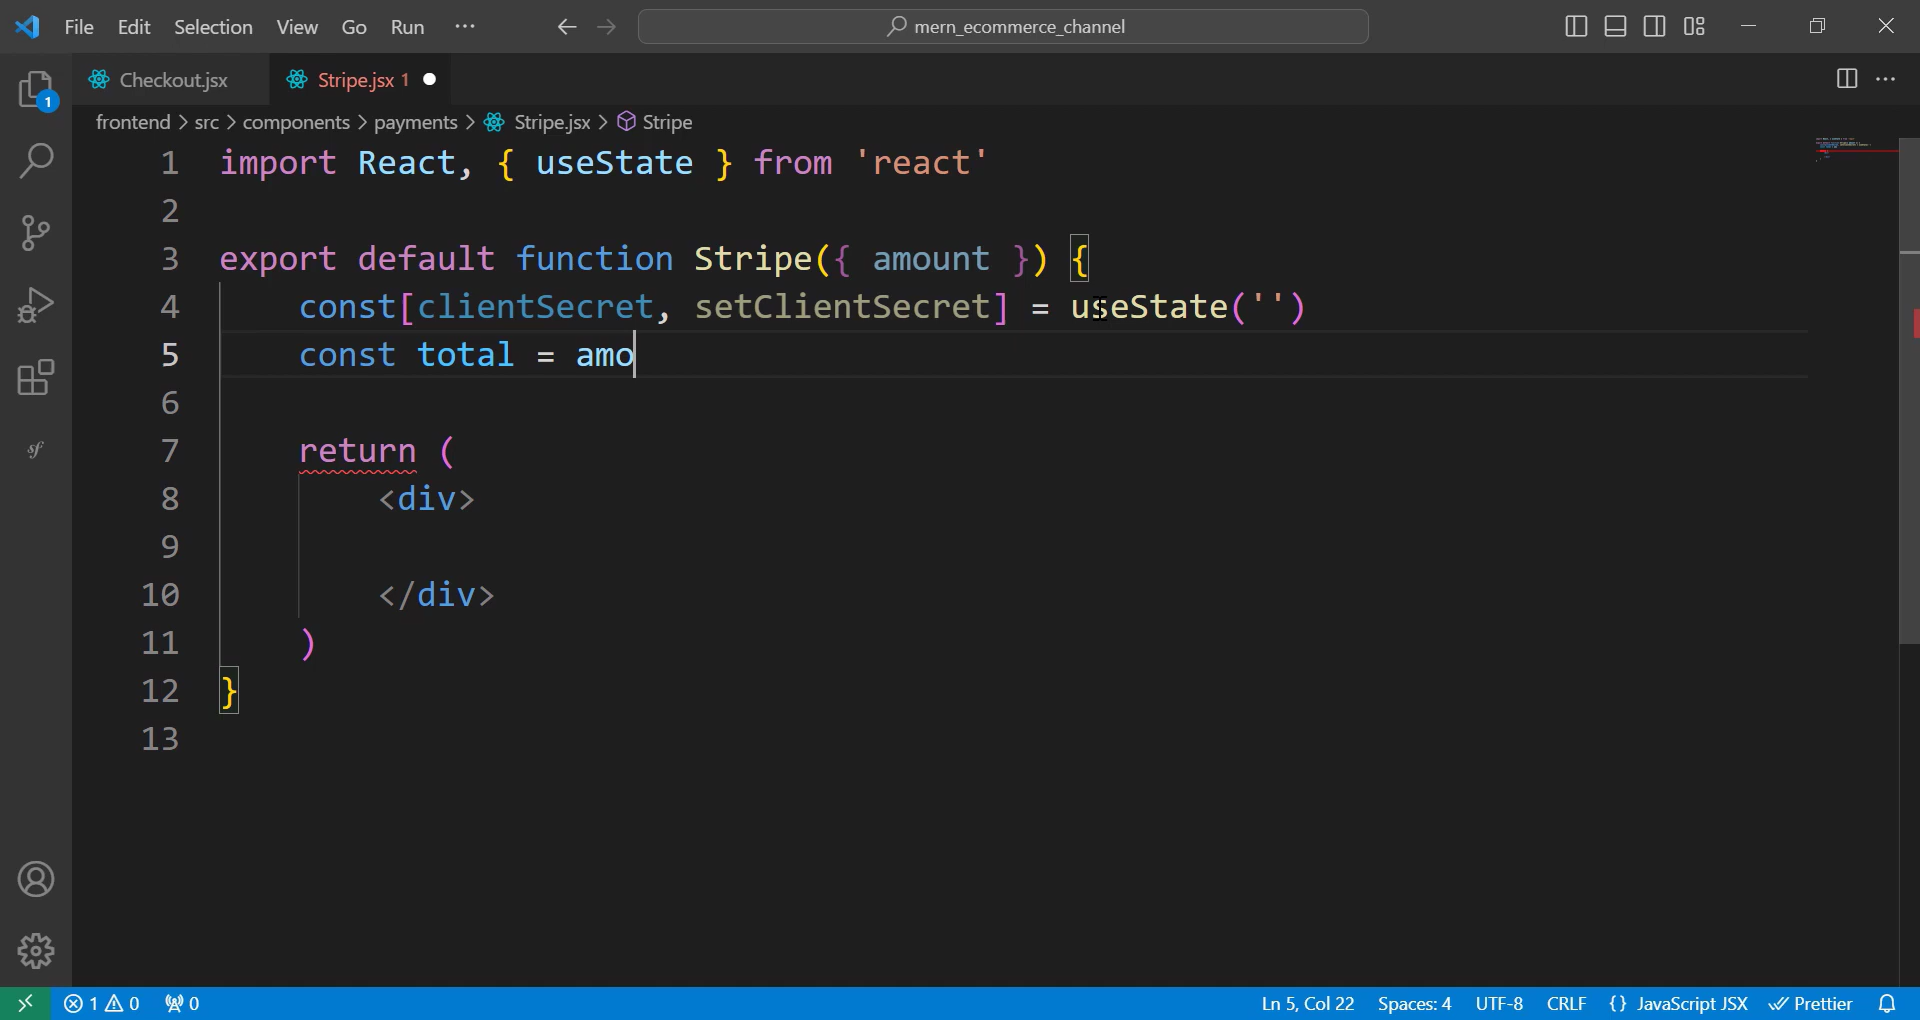 File Edit Selection View Go Run ··· mern_ecommerce_channel
Checkout.jsx Stripe.jsx 1
1
frontend > src > components > payments > Stripe.jsx > Stripe
1 import React, { useState } from 'react'
2
3 export default function Stripe({ amount }) {
4 const[clientSecret, setClientSecret] = useState('')
5 const total = amo
6
7 return (
8 <div>
9
10 </div>
11 )
12 }
13
1 0 0 Ln 5, Col 22 Spaces: 4 UTF-8 CRLF {} JavaScript JSX Prettier